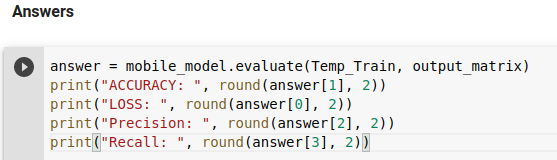 Answers
answer = mobile_model.evaluate(Temp_Train, output_matrix)
print("ACCURACY: ", round(answer[1], 2))
print("LOSS: ", round(answer[0], 2))
print("Precision: ", round(answer[2], 2))
print("Recall: ", round(answer[3], 2))